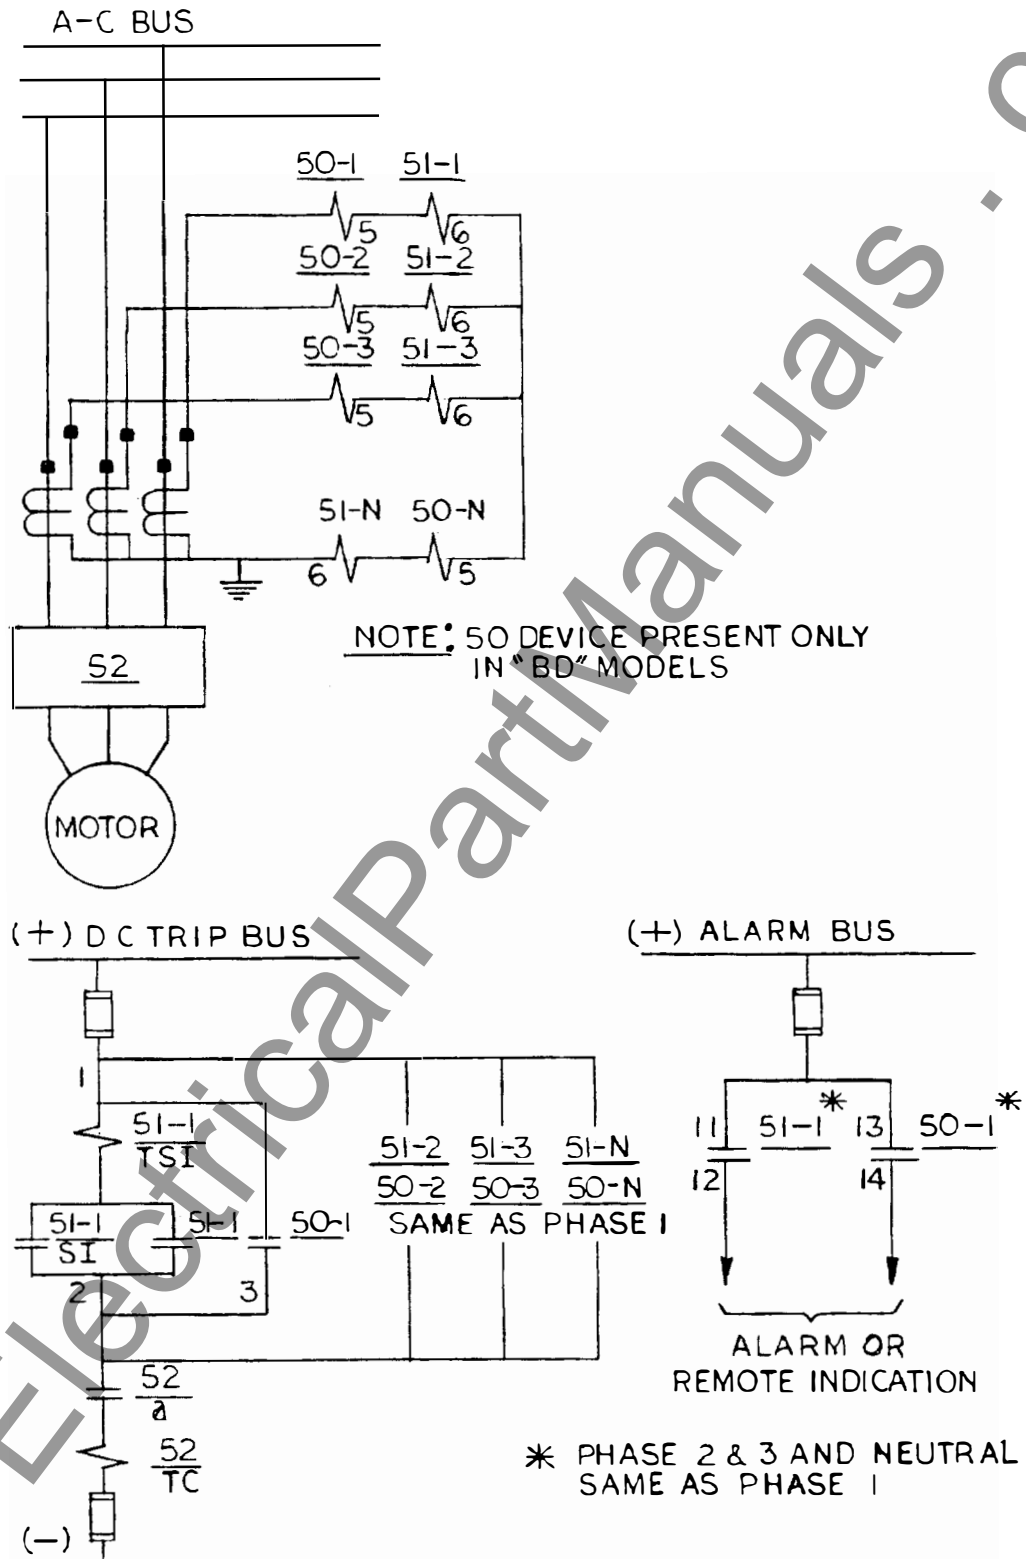 A-C BUS
50-1 51-1
5 6
50-2 51-2
5 6
50-3 51-3
5 6
51-N 50-N
6 5
NOTE: 50 DEVICE PRESENT ONLY
IN "BD" MODELS
52
MOTOR
(+) DC TRIP BUS
1
51-1
TSI
51-1
SI
51-1
50-1
2 3
51-2 51-3 51-N
50-2 50-3 50-N
SAME AS PHASE 1
52
a
52
TC
(-)
(+) ALARM BUS
11 51-1 * 13 50-1 *
12 14
ALARM OR
REMOTE INDICATION
* PHASE 2 & 3 AND NEUTRAL
SAME AS PHASE 1
ElectricalPartManuals . c